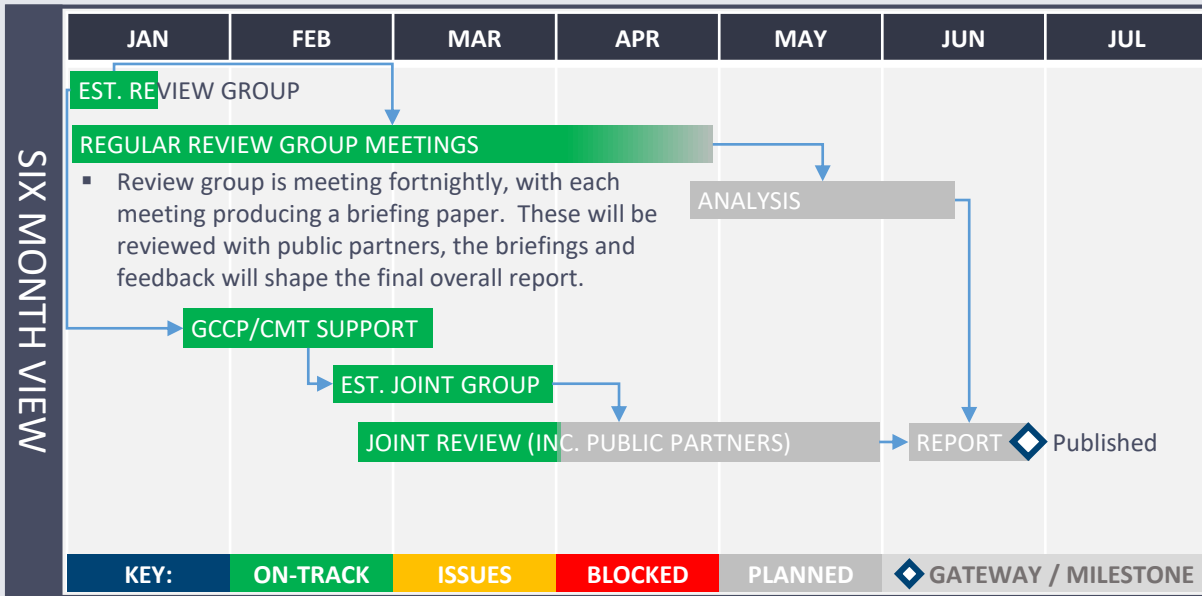 SIX MONTH VIEW
JAN FEB MAR APR MAY JUN JUL
EST. REVIEW GROUP
REGULAR REVIEW GROUP MEETINGS
▪ Review group is meeting fortnightly, with each
meeting producing a briefing paper. These will be
reviewed with public partners, the briefings and
feedback will shape the final overall report.
ANALYSIS
GCCP/CMT SUPPORT
EST. JOINT GROUP
JOINT REVIEW (INC. PUBLIC PARTNERS)
REPORT
Published
KEY: ON-TRACK ISSUES BLOCKED PLANNED GATEWAY / MILESTONE